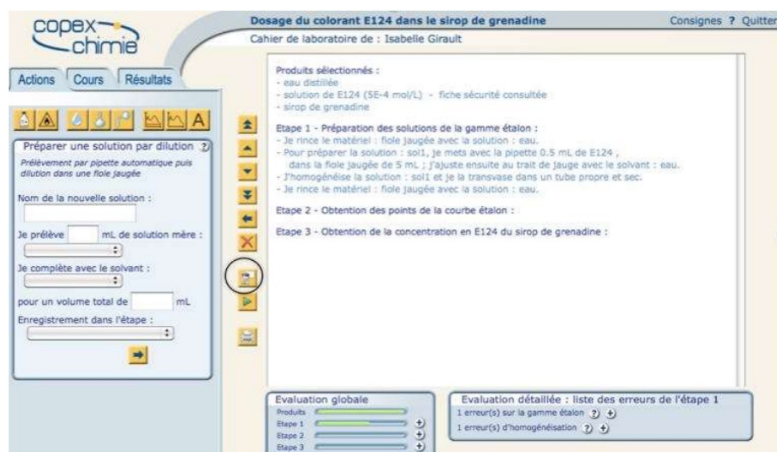 copex
chimie
Dosage du colorant E124 dans le sirop de grenadine
Consignes ? Quitter
Cahier de laboratoire de : Isabelle Girault
Actions Cours Résultats
A
Préparer une solution par dilution ?
Prélèvement par pipette automatique puis
dilution dans une fiole jaugée
Nom de la nouvelle solution :
Je prélève mL de solution mère :
Je complète avec le solvant :
pour un volume total de mL
Enregistrement dans l'étape :
Produits sélectionnés :
- eau distillée
- solution de E124 (5E-4 mol/L) - fiche sécurité consultée
- sirop de grenadine
Etape 1 - Préparation des solutions de la gamme étalon :
- Je rince le matériel : fiole jaugée avec la solution : eau.
- Pour préparer la solution : sol1, je mets avec la pipette 0.5 mL de E124 ,
dans la fiole jaugée de 5 mL ; j'ajuste ensuite au trait de jauge avec le solvant : eau.
- J'homogénéise la solution : sol1 et je la transvase dans un tube propre et sec.
- Je rince le matériel : fiole jaugée avec la solution : eau.
Etape 2 - Obtention des points de la courbe étalon :
Etape 3 - Obtention de la concentration en E124 du sirop de grenadine :
Evaluation globale
Produits
Etape 1 +
Etape 2 +
Etape 3 +
Evaluation détaillée : liste des erreurs de l'étape 1
1 erreur(s) sur la gamme étalon ? +
1 erreur(s) d'homogénéisation ? +